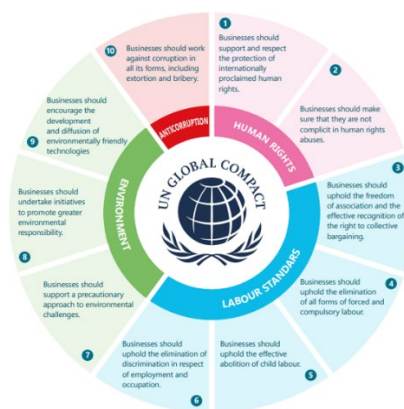 UN GLOBAL COMPACT
HUMAN RIGHTS
1
Businesses should
support and respect
the protection of
internationally
proclaimed human
rights.
2
Businesses should make
sure that they are not
complicit in human rights
abuses.
LABOUR STANDARS
3
Businesses should
uphold the freedom
of association and the
effective recognition of
the right to collective
bargaining.
4
Businesses should
uphold the elimination
of all forms of forced and
compulsory labour.
5
Businesses should
uphold the effective
abolition of child labour.
6
Businesses should
uphold the elimination of
discrimination in respect
of employment and
occupation.
ENVIRONMENT
7
Businesses should
support a precautionary
approach to environmental
challenges.
8
Businesses should
undertake initiatives
to promote greater
environmental
responsibility.
9
Businesses should
encourage the
development
and diffusion of
environmentally friendly
technologies
ANTICORRUPTION
10
Businesses should work
against corruption in
all its forms, including
extortion and bribery.